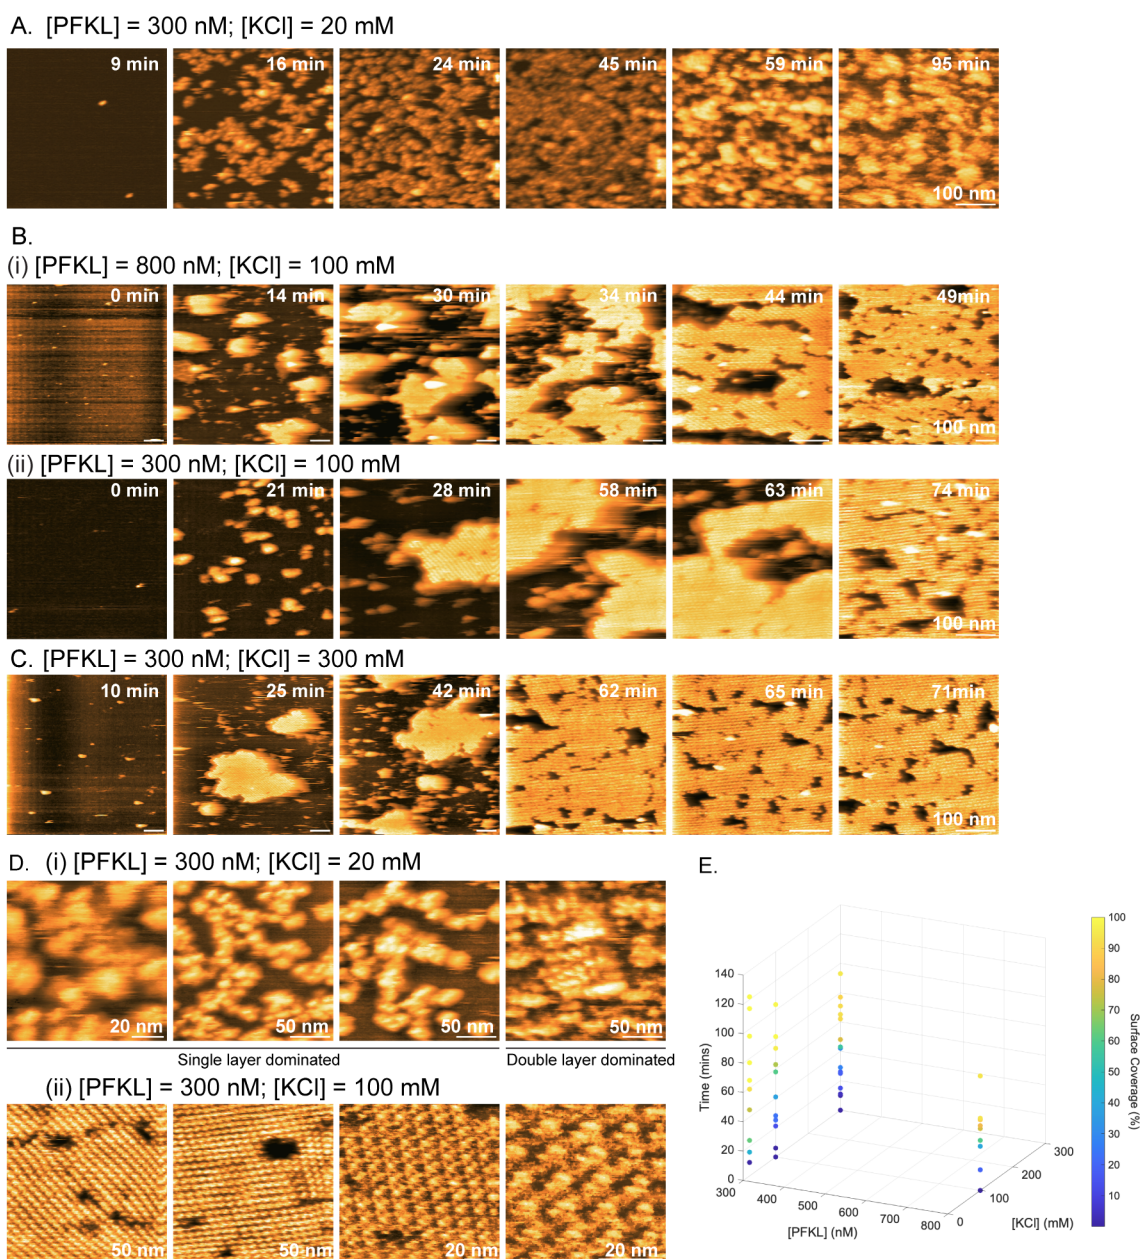 A. [PFKL] = 300 nM; [KCl] = 20 mM
9 min 16 min 24 min 45 min 59 min 95 min
100 nm
B.
(i) [PFKL] = 800 nM; [KCl] = 100 mM
0 min 14 min 30 min 34 min 44 min 49min
100 nm
(ii) [PFKL] = 300 nM; [KCl] = 100 mM
0 min 21 min 28 min 58 min 63 min 74 min
100 nm
C. [PFKL] = 300 nM; [KCl] = 300 mM
10 min 25 min 42 min 62 min 65 min 71min
100 nm
D. (i) [PFKL] = 300 nM; [KCl] = 20 mM
20 nm 50 nm 50 nm 50 nm
Single layer dominated Double layer dominated
(ii) [PFKL] = 300 nM; [KCl] = 100 mM
50 nm 50 nm 20 nm 20 nm
E.
140
120
100
80
60
40
20
0
Time (mins)
300 400 500 600 700 800
[PFKL] (nM)
0 100 200 300
[KCl] (mM)
100
90
80
70
60
50
40
30
20
10
Surface Coverage (%)